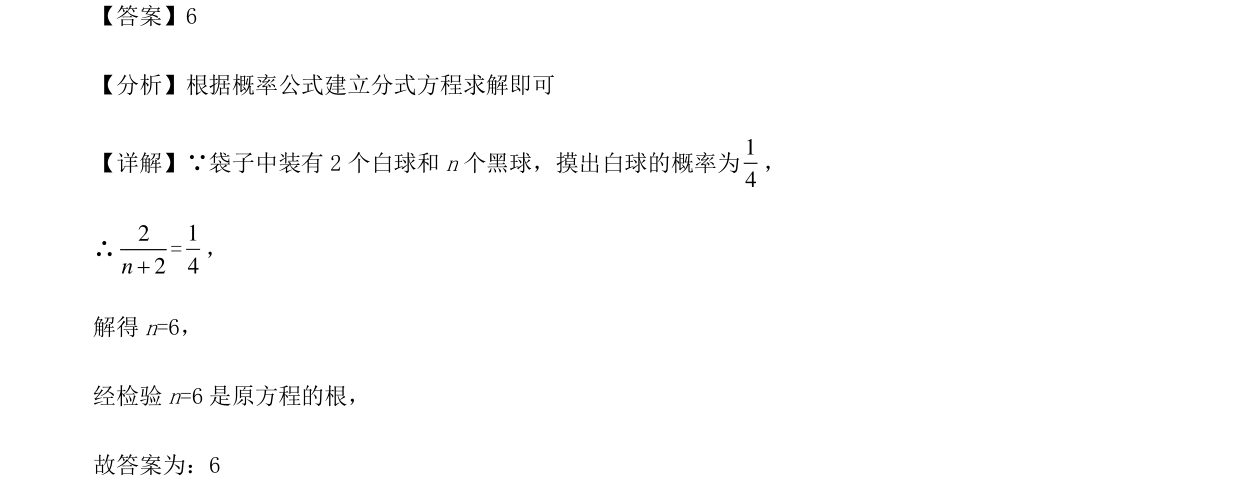 【答案】6
【分析】根据概率公式建立分式方程求解即可
【详解】∵袋子中装有 2 个白球和 n 个黑球，摸出白球的概率为1/4，
∴2/(n+2)=1/4，
解得 n=6，
经检验 n=6 是原方程的根，
故答案为：6